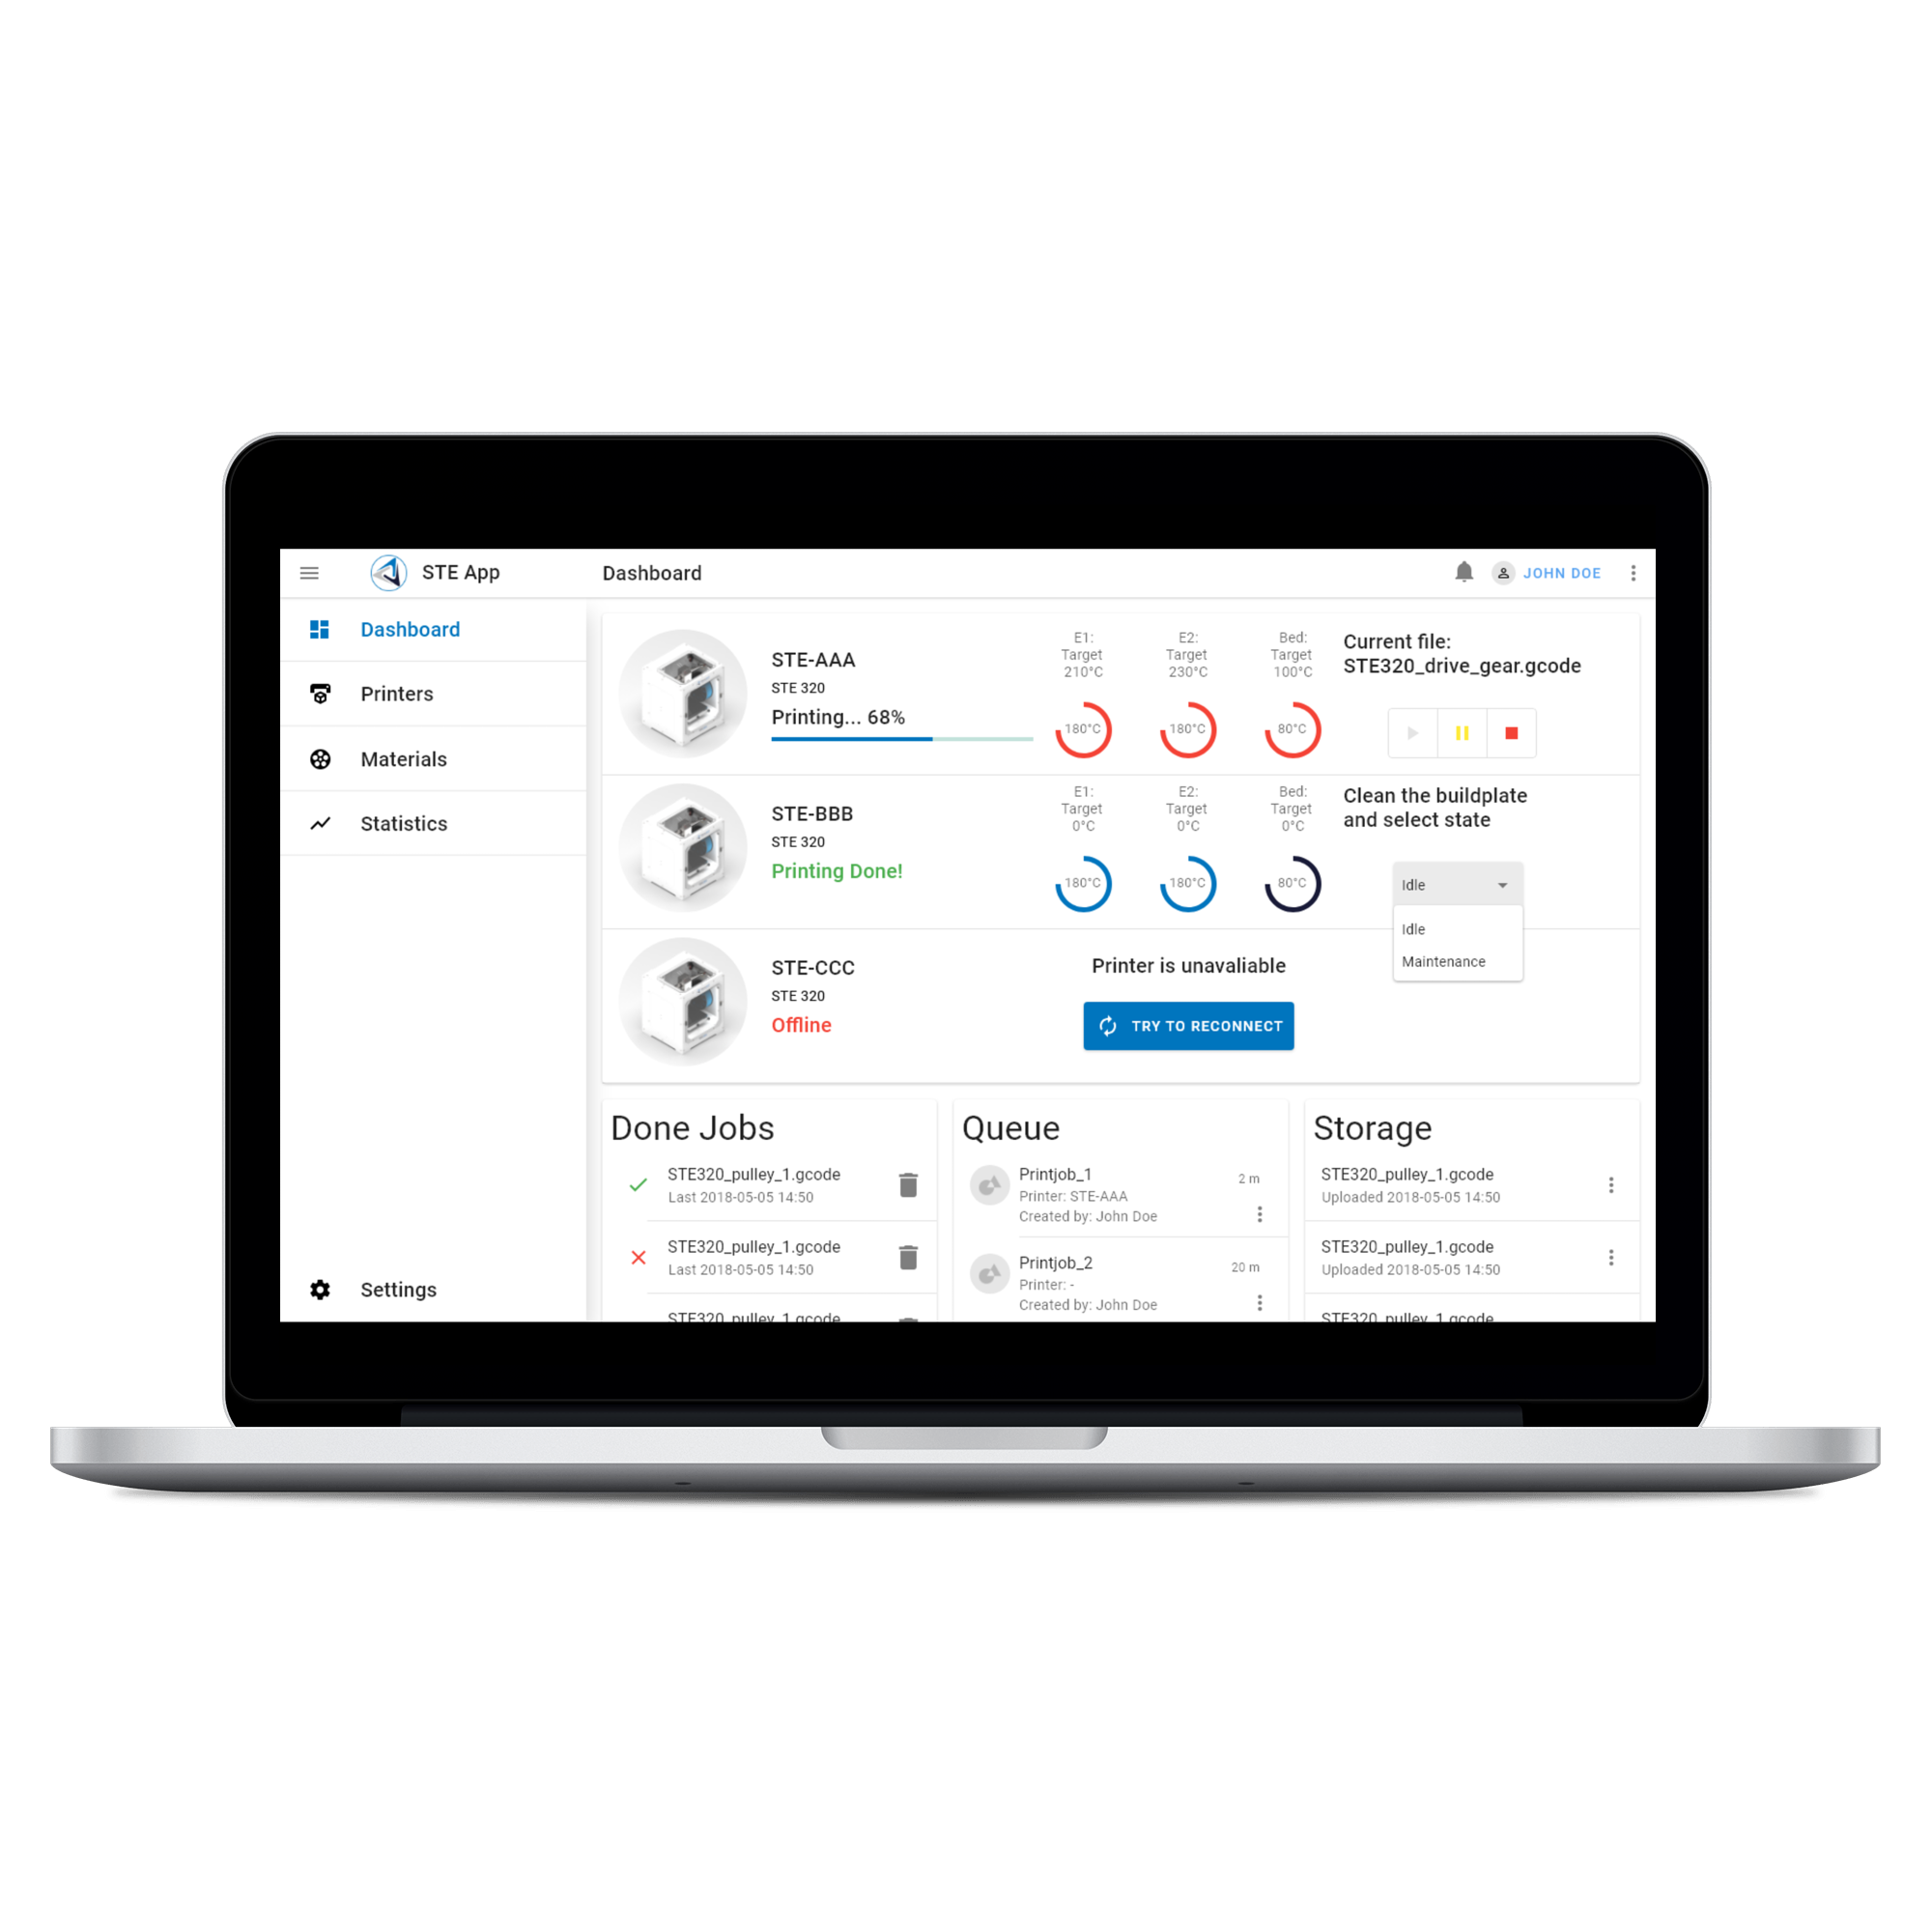 STE App
Dashboard
JOHN DOE
Dashboard
Printers
Materials
Statistics
Settings
STE-AAA
STE 320
Printing... 68%
E1:
Target
210°C
180°C
E2:
Target
230°C
180°C
Bed:
Target
100°C
80°C
Current file:
STE320_drive_gear.gcode
STE-BBB
STE 320
Printing Done!
E1:
Target
0°C
180°C
E2:
Target
0°C
180°C
Bed:
Target
0°C
80°C
Clean the buildplate
and select state
Idle
Idle
Maintenance
STE-CCC
STE 320
Offline
Printer is unavaliable
TRY TO RECONNECT
Done Jobs
STE320_pulley_1.gcode
Last 2018-05-05 14:50
STE320_pulley_1.gcode
Last 2018-05-05 14:50
STE320_pulley_1.gcode
Queue
Printjob_1
2 m
Printer: STE-AAA
Created by: John Doe
Printjob_2
20 m
Printer: -
Created by: John Doe
Storage
STE320_pulley_1.gcode
Uploaded 2018-05-05 14:50
STE320_pulley_1.gcode
Uploaded 2018-05-05 14:50
STE320_pulley_1.gcode